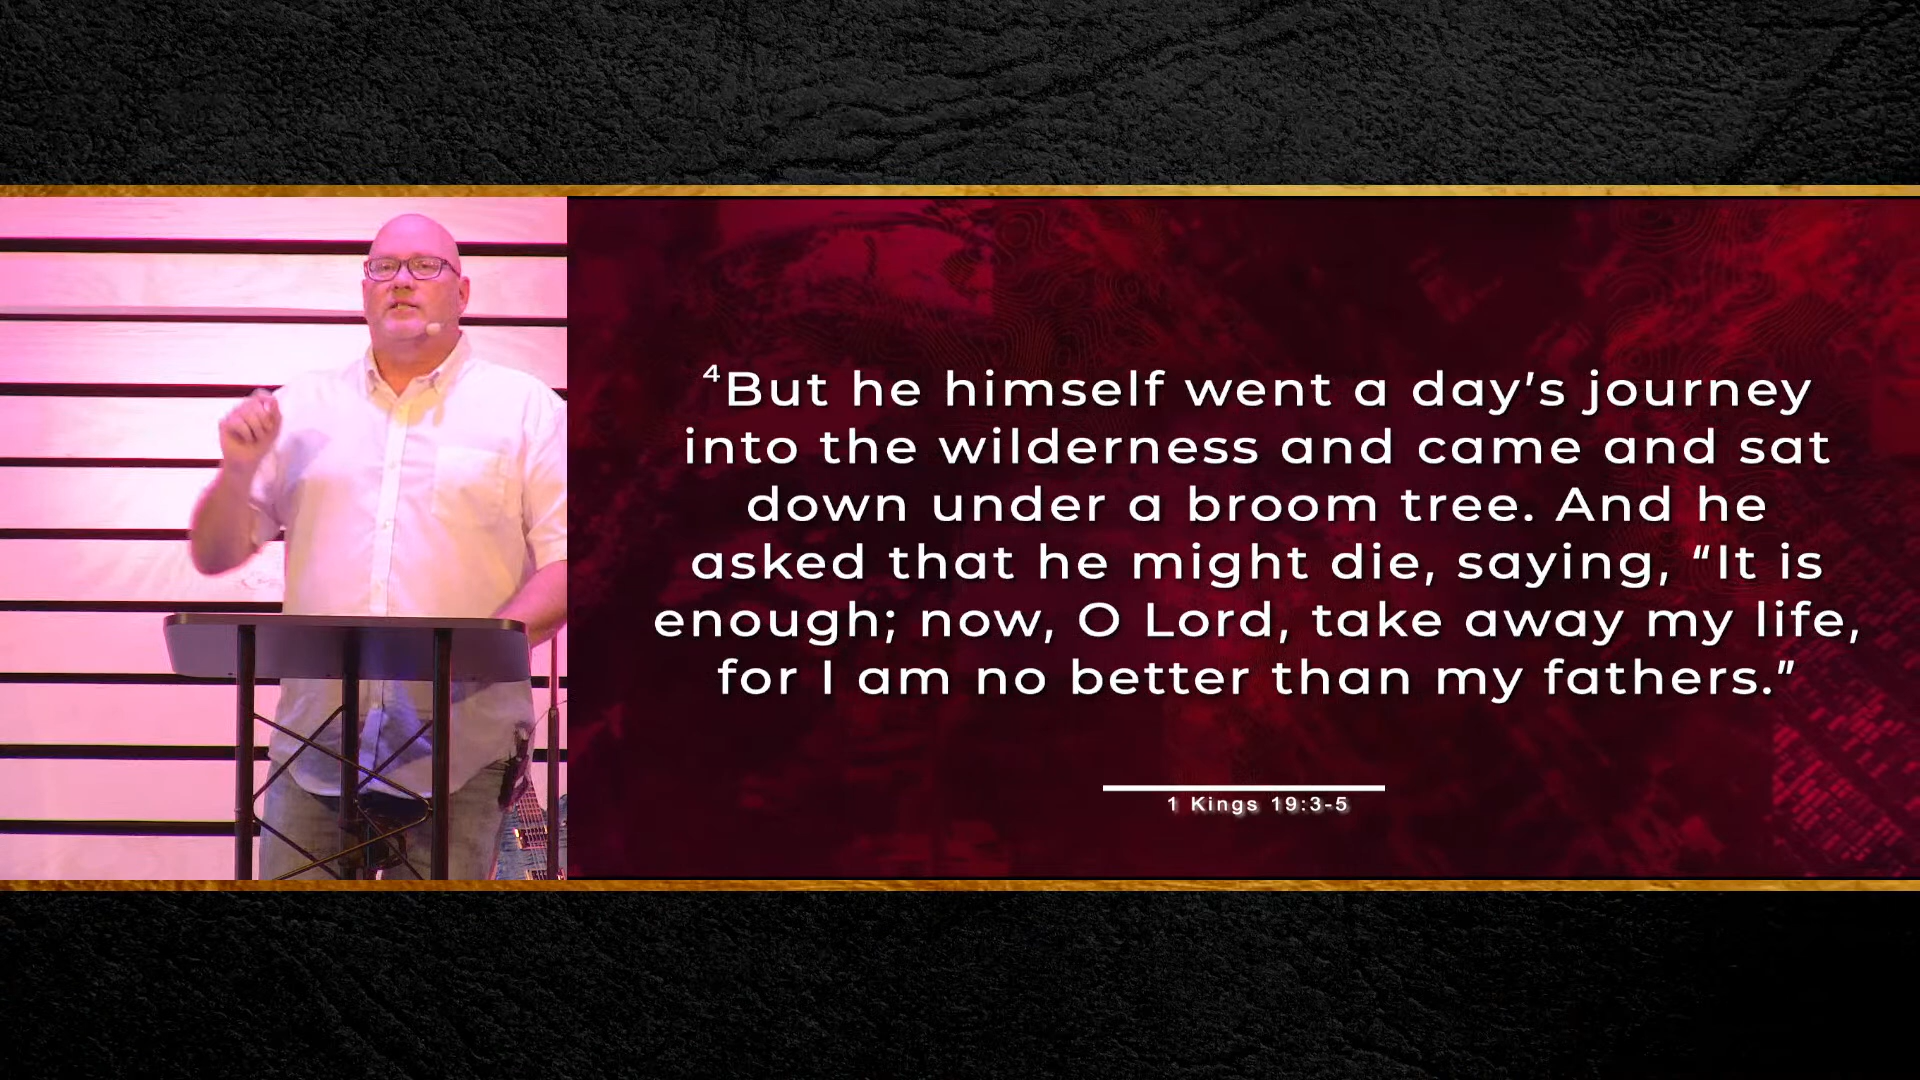 ⁴But he himself went a day’s journey
into the wilderness and came and sat
down under a broom tree. And he
asked that he might die, saying, “It is
enough; now, O Lord, take away my life,
for I am no better than my fathers.”
1 Kings 19:3-5